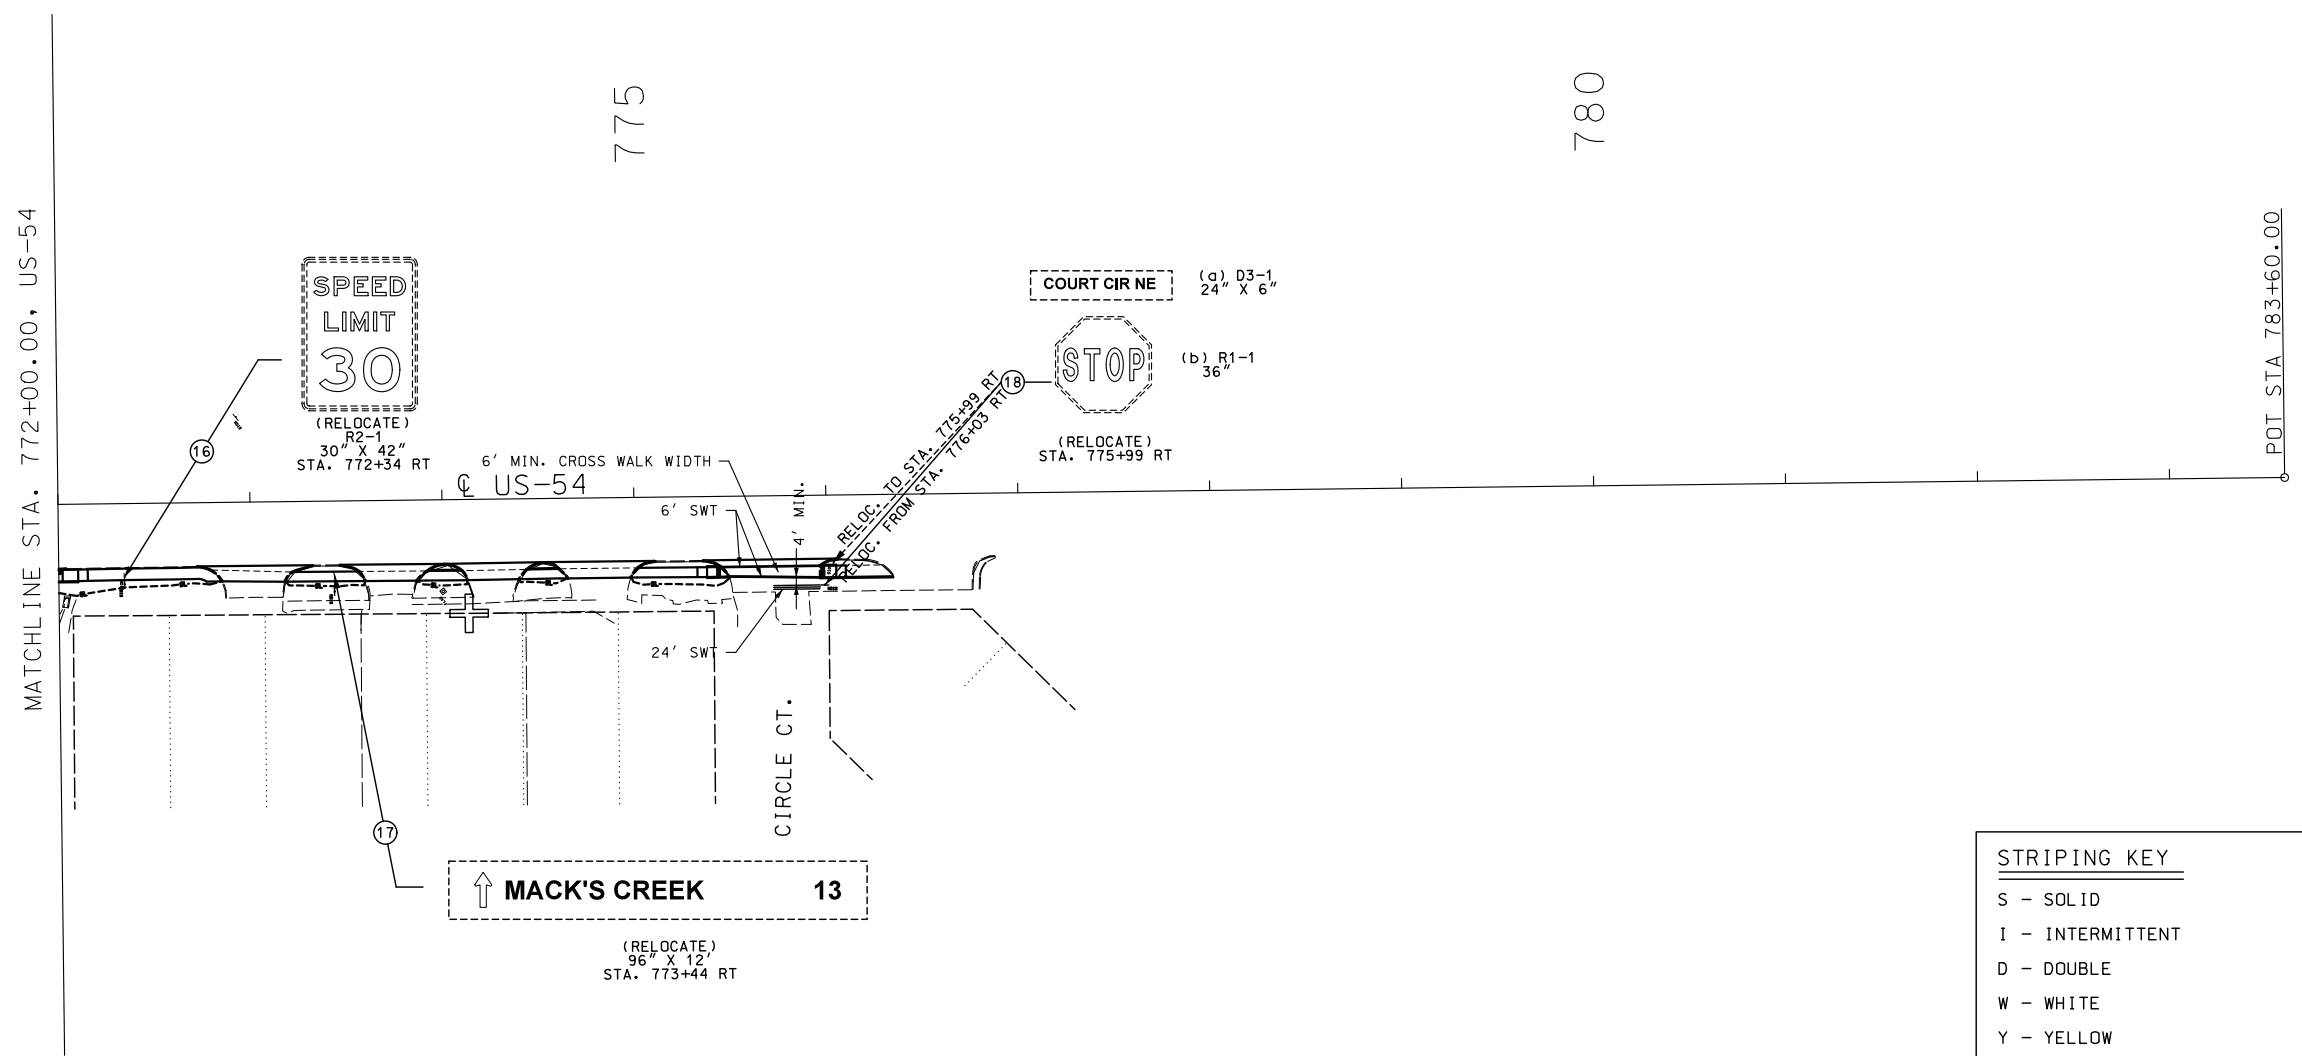 775
780
MATCHLINE STA. 772+00.00, US-54
POT STA 783+60.00
SPEED
LIMIT
30
(RELOCATE)
R2-1
30" X 42"
STA. 772+34 RT
16
COURT CIR NE
(a) D3-1
24" X 6"
STOP
(b) R1-1
36"
18
(RELOCATE)
STA. 775+99 RT
RELOC. TO STA. 775+99 RT
RELOC. FROM STA. 776+03 RT
6' MIN. CROSS WALK WIDTH
℄ US-54
6' SWT
4' MIN.
24' SWT
CIRCLE CT.
17
MACK'S CREEK 13
(RELOCATE)
96" X 12'
STA. 773+44 RT
STRIPING KEY
S - SOLID
I - INTERMITTENT
D - DOUBLE
W - WHITE
Y - YELLOW